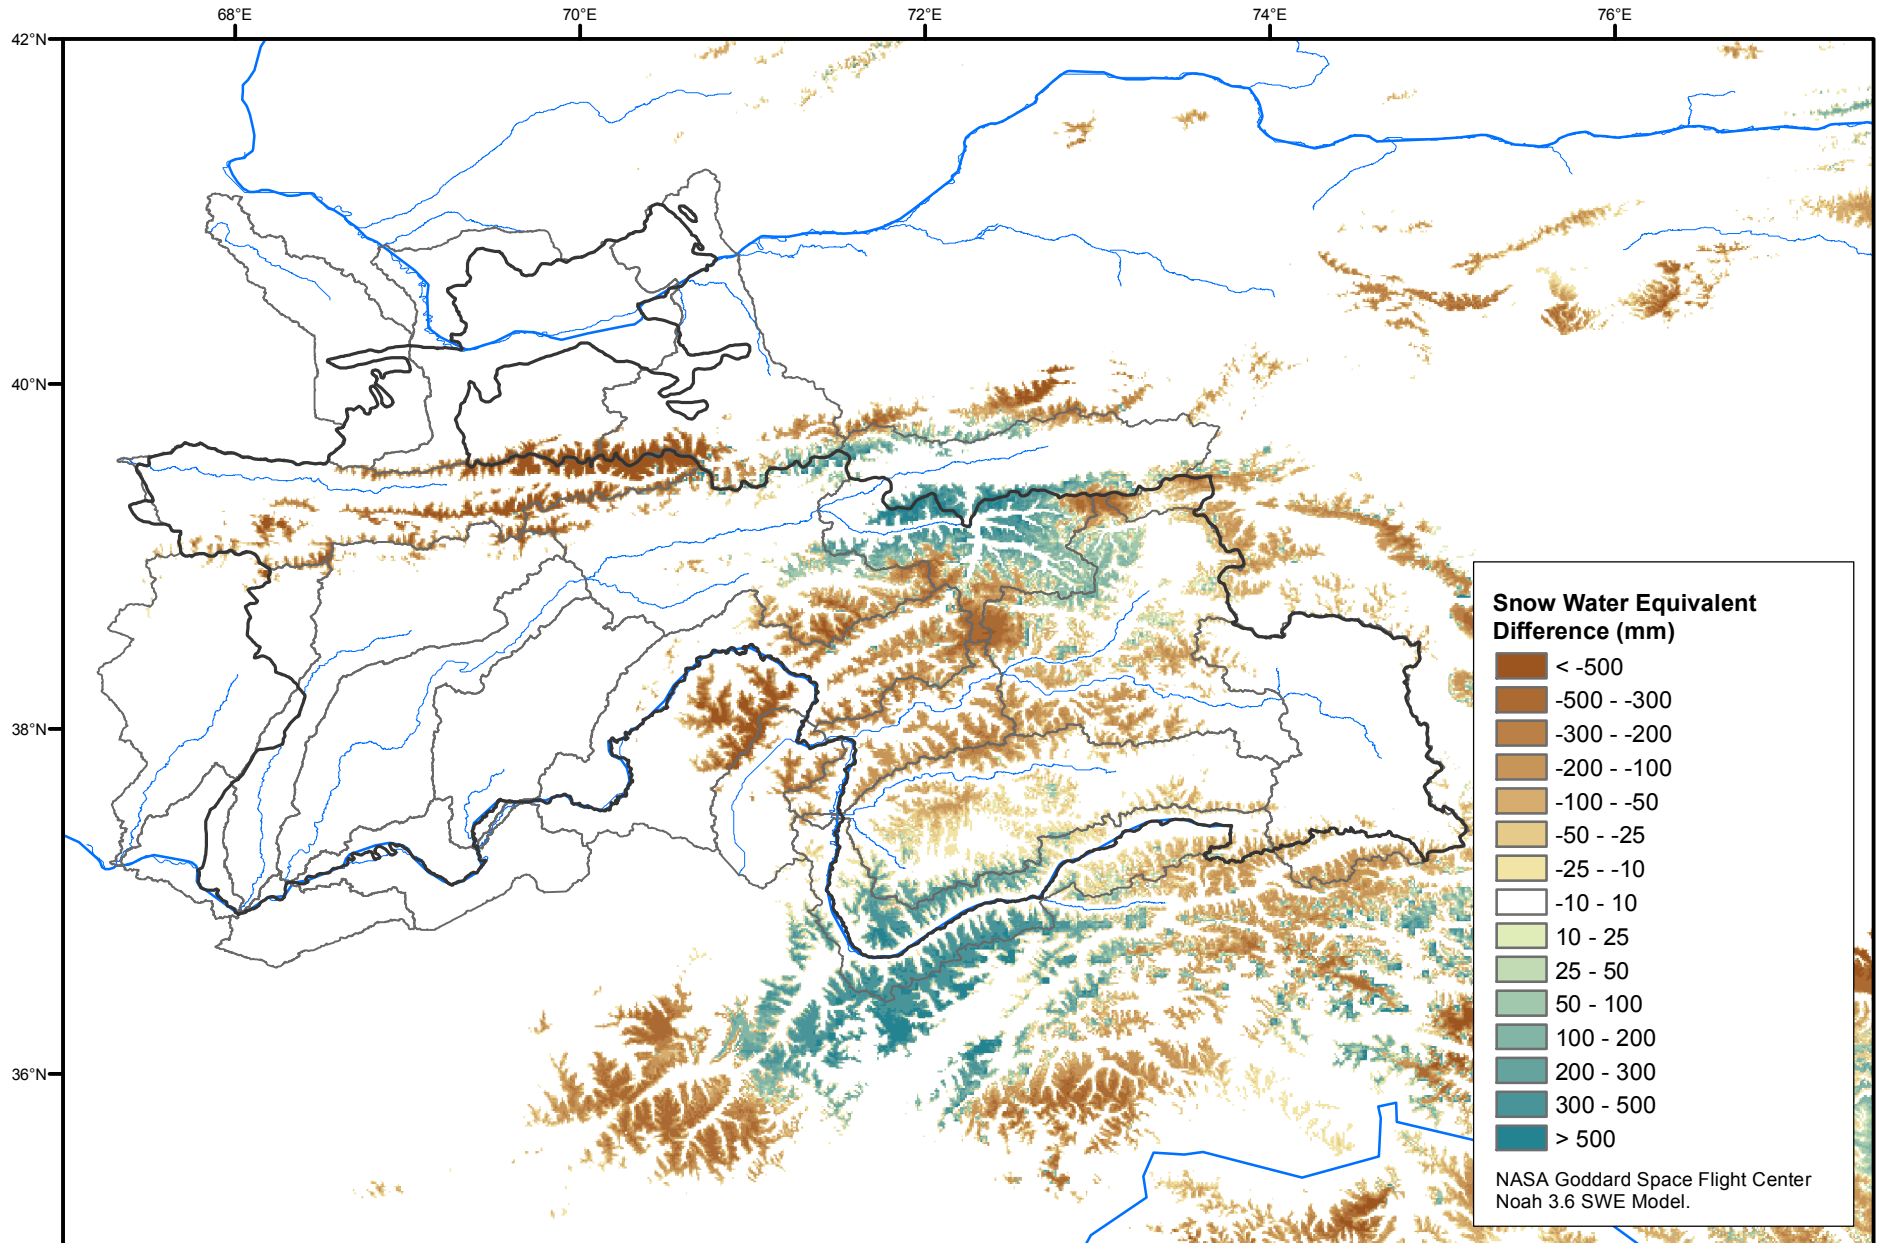 68°E 70°E 72°E 74°E 76°E
42°N
40°N
38°N
36°N
Snow Water Equivalent
Difference (mm)
< -500
-500 - -300
-300 - -200
-200 - -100
-100 - -50
-50 - -25
-25 - -10
-10 - 10
10 - 25
25 - 50
50 - 100
100 - 200
200 - 300
300 - 500
> 500
NASA Goddard Space Flight Center
Noah 3.6 SWE Model.